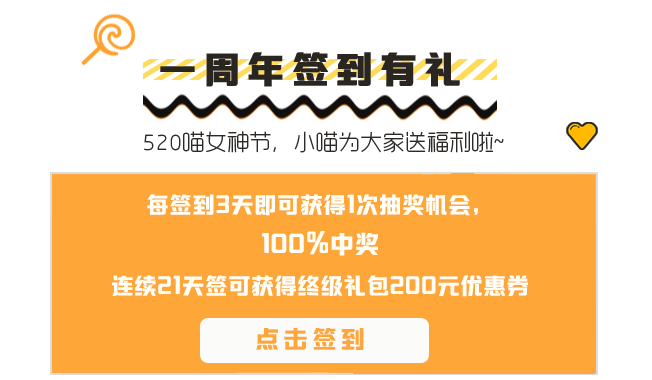 一周年签到有礼
520喵女神节，小喵为大家送福利啦~
每签到3天即可获得1次抽奖机会，
100%中奖
连续21天签可获得终级礼包200元优惠券
点击签到